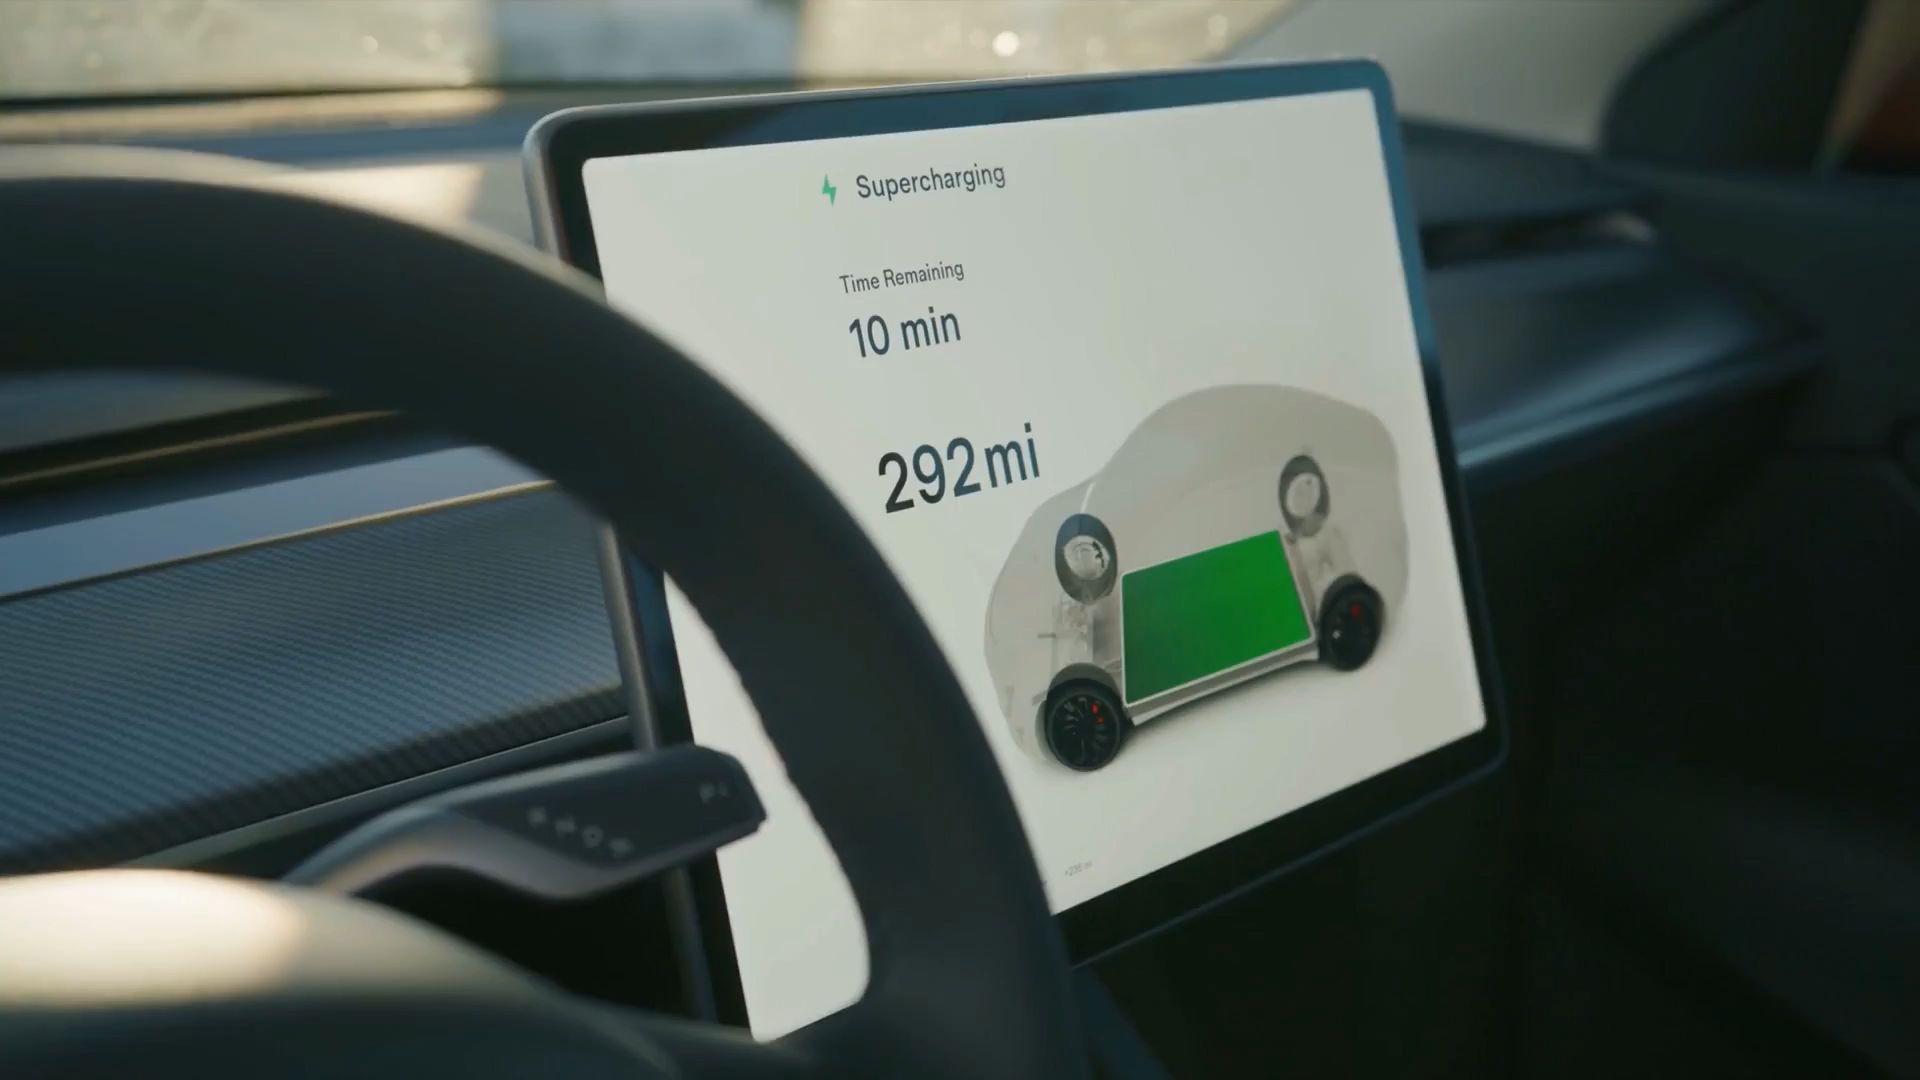 Supercharging
Time Remaining
10 min
292mi